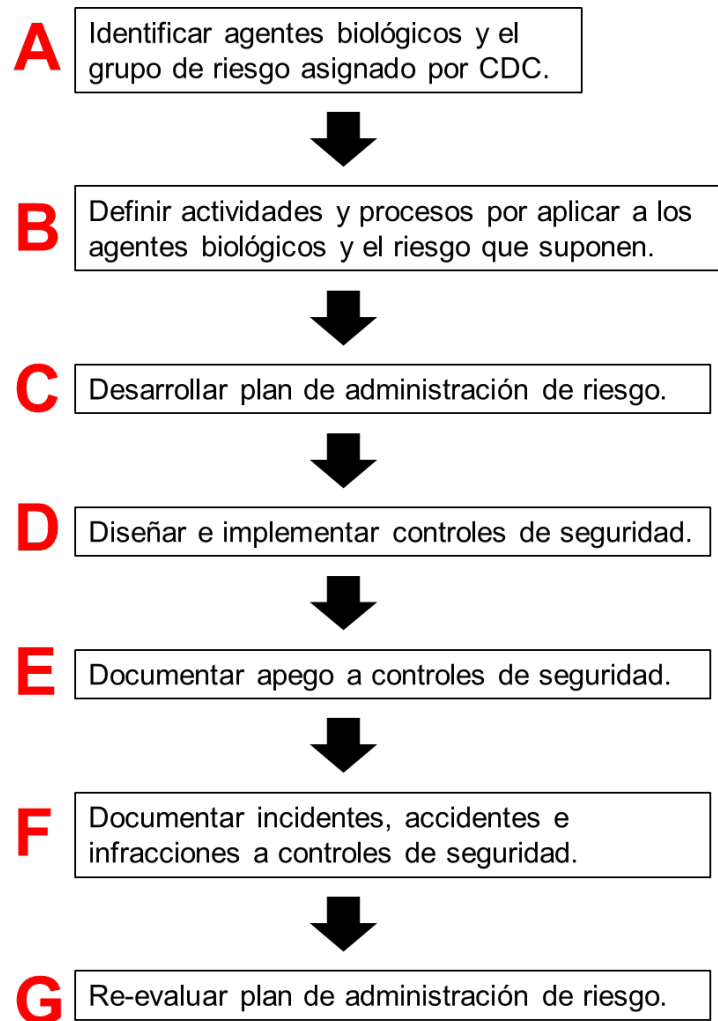 A
Identificar agentes biológicos y el
grupo de riesgo asignado por CDC.
B
Definir actividades y procesos por aplicar a los
agentes biológicos y el riesgo que suponen.
C
Desarrollar plan de administración de riesgo.
D
Diseñar e implementar controles de seguridad.
E
Documentar apego a controles de seguridad.
F
Documentar incidentes, accidentes e
infracciones a controles de seguridad.
G
Re-evaluar plan de administración de riesgo.